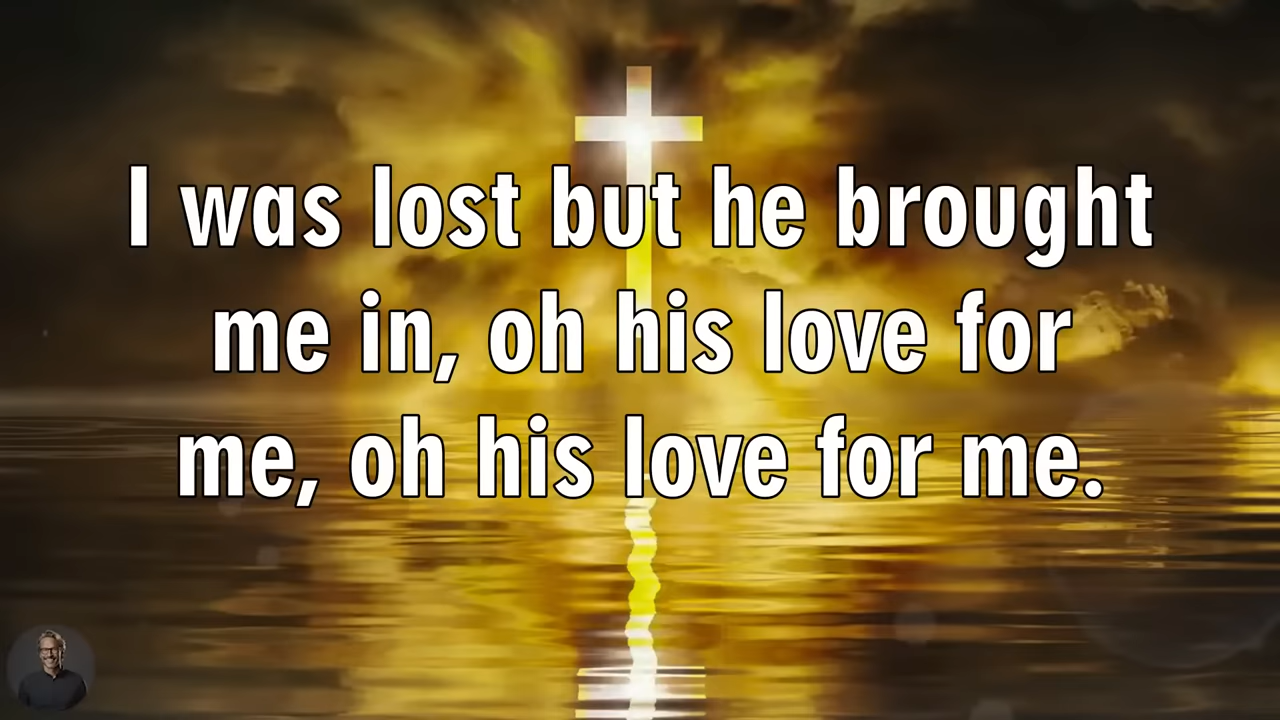 I was lost but he brought
me in, oh his love for
me, oh his love for me.